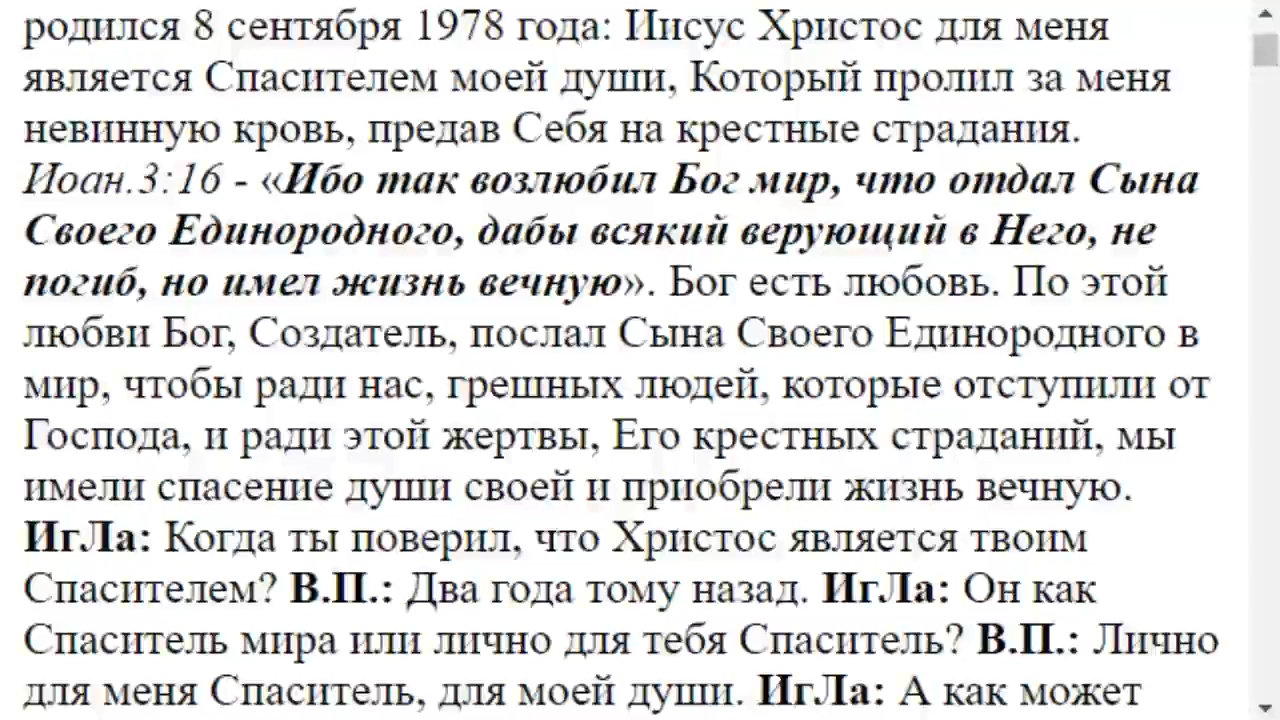 родился 8 сентября 1978 года: Иисус Христос для меня
является Спасителем моей души, Который пролил за меня
невинную кровь, предав Себя на крестные страдания.
Иоан.3:16 - «Ибо так возлюбил Бог мир, что отдал Сына
Своего Единородного, дабы всякий верующий в Него, не
погиб, но имел жизнь вечную». Бог есть любовь. По этой
любви Бог, Создатель, послал Сына Своего Единородного в
мир, чтобы ради нас, грешных людей, которые отступили от
Господа, и ради этой жертвы, Его крестных страданий, мы
имели спасение души своей и приобрели жизнь вечную.
ИгЛа: Когда ты поверил, что Христос является твоим
Спасителем? В.П.: Два года тому назад. ИгЛа: Он как
Спаситель мира или лично для тебя Спаситель? В.П.: Лично
для меня Спаситель, для моей души. ИгЛа: А как может